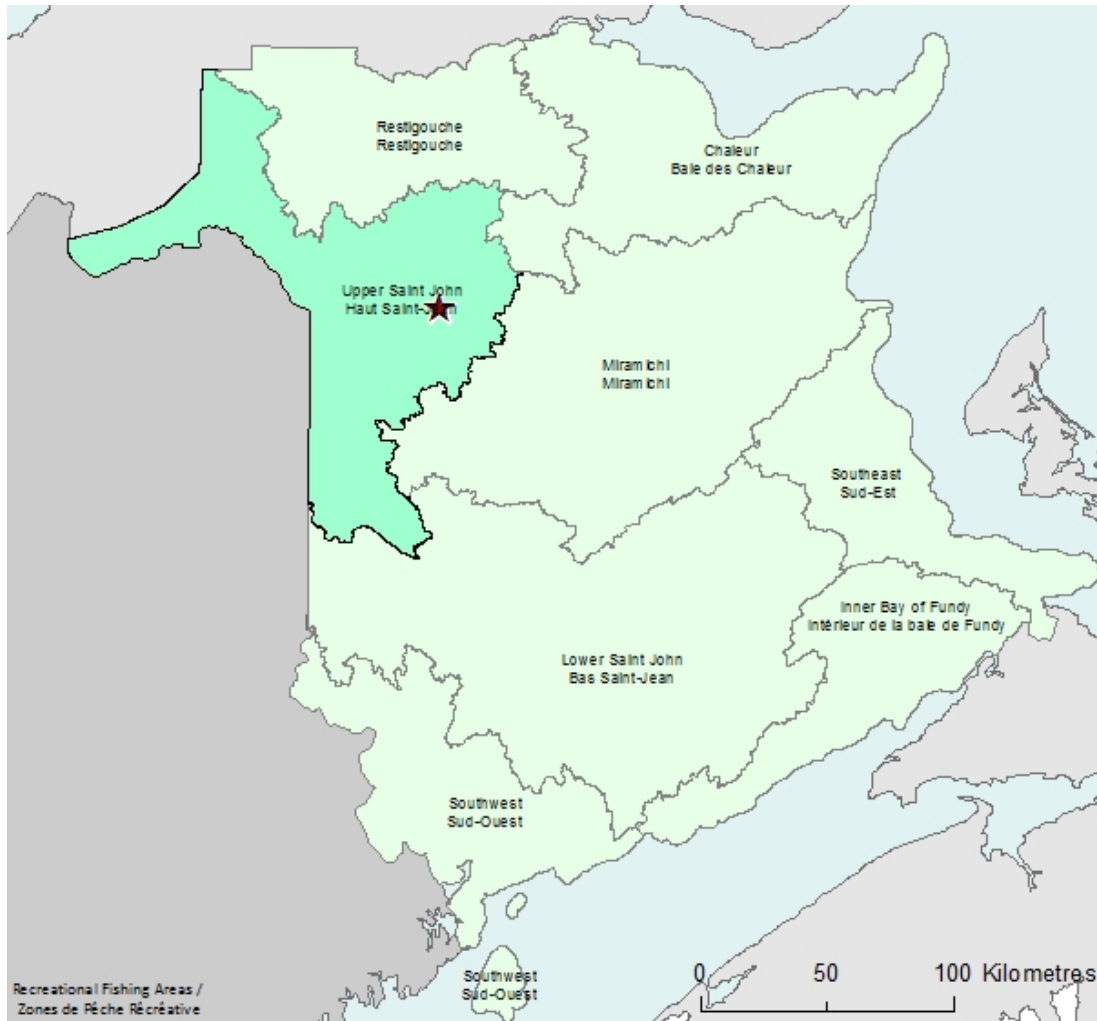 Restigouche
Restigouche
Chaleur
Baie des Chaleur
Upper Saint John
Haut Saint-Jean
Miramichi
Miramichi
Southeast
Sud-Est
Inner Bay of Fundy
Intérieur de la baie de Fundy
Lower Saint John
Bas Saint-Jean
Southwest
Sud-Ouest
Southwest
Sud-Ouest
0 50 100 Kilometres
Recreational Fishing Areas /
Zones de Pêche Récréative